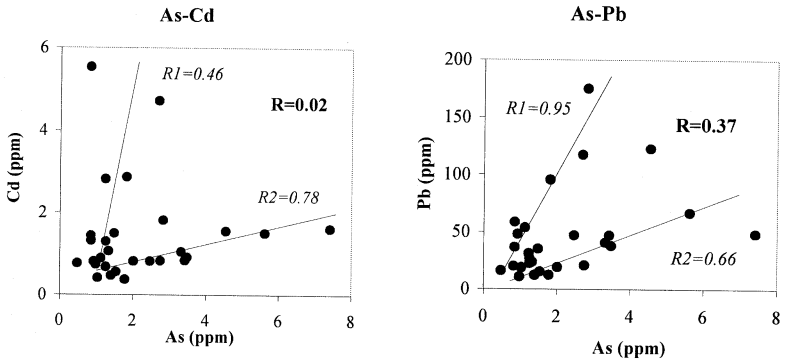 As-Cd
6
4
2
0
Cd (ppm)
R1=0.46
R=0.02
R2=0.78
0 2 4 6 8
As (ppm)
As-Pb
200
150
100
50
0
Pb (ppm)
R1=0.95
R=0.37
R2=0.66
0 2 4 6 8
As (ppm)